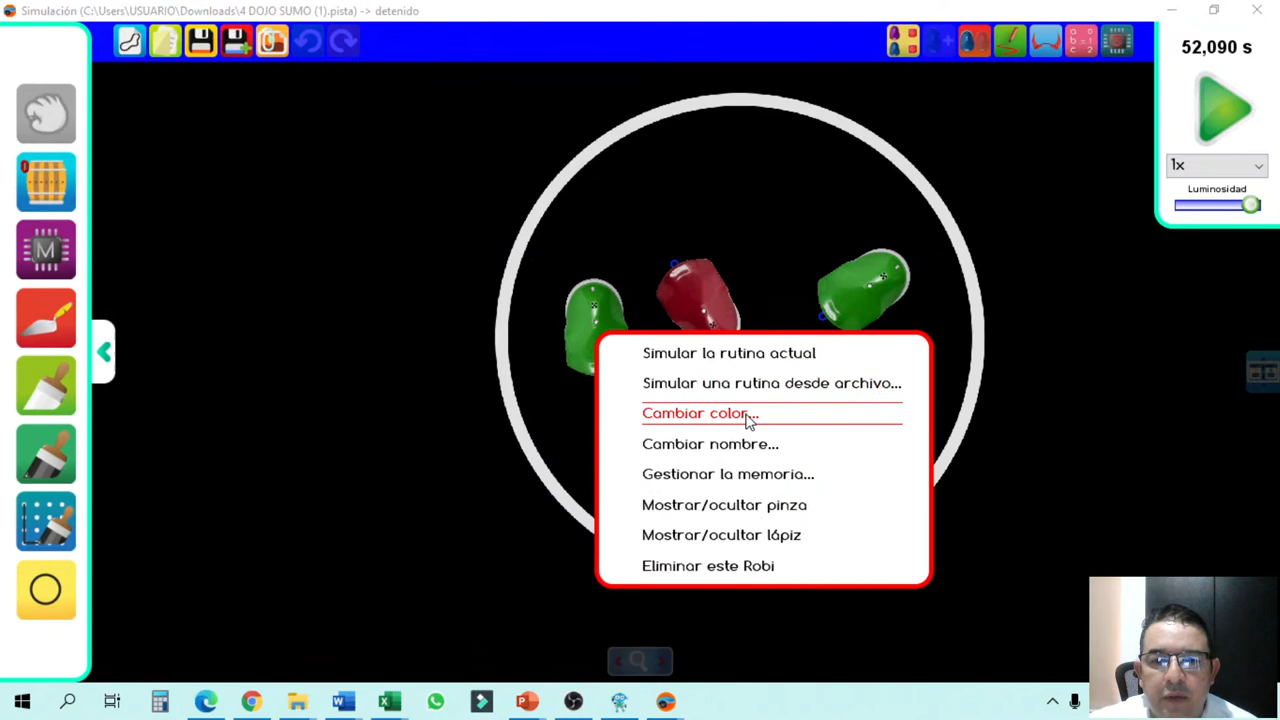 Simulación (C:\Users\USUARIO\Downloads\4 DOJO SUMO (1).pista) -> detenido
52,090 s
1x
Luminosidad
M
Simular la rutina actual
Simular una rutina desde archivo...
Cambiar color...
Cambiar nombre...
Gestionar la memoria...
Mostrar/ocultar pinza
Mostrar/ocultar lápiz
Eliminar este Robi